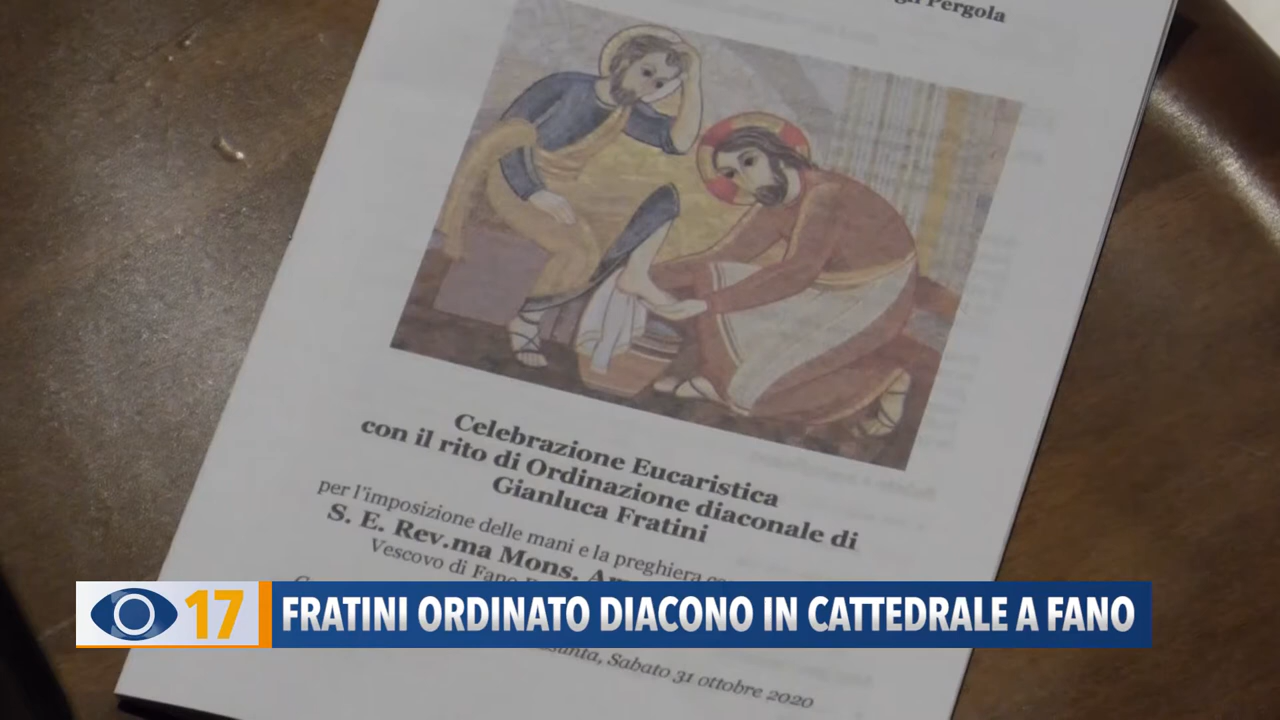 Pergola
Celebrazione Eucaristica
con il rito di Ordinazione diaconale di
Gianluca Fratini
per l'imposizione delle mani e la preghiera
S. E. Rev.ma Mons.
Vescovo di Fano
17 FRATINI ORDINATO DIACONO IN CATTEDRALE A FANO
Sabato 31 ottobre 2020